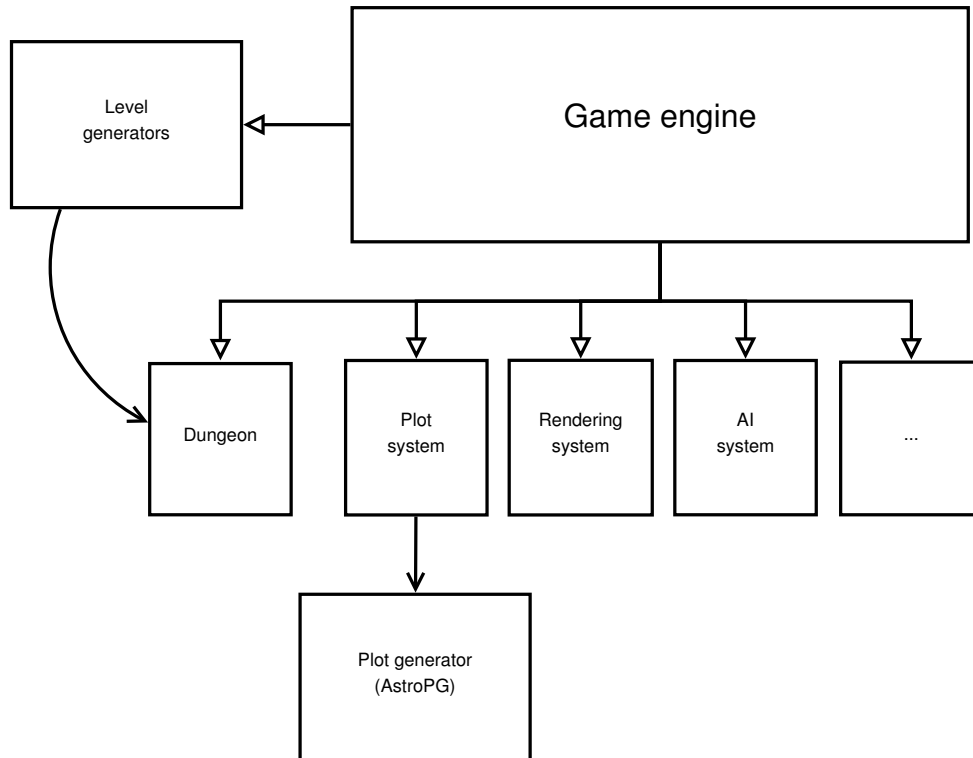 Game engine
Level
generators
Dungeon
Plot
system
Rendering
system
AI
system
...
Plot generator
(AstroPG)